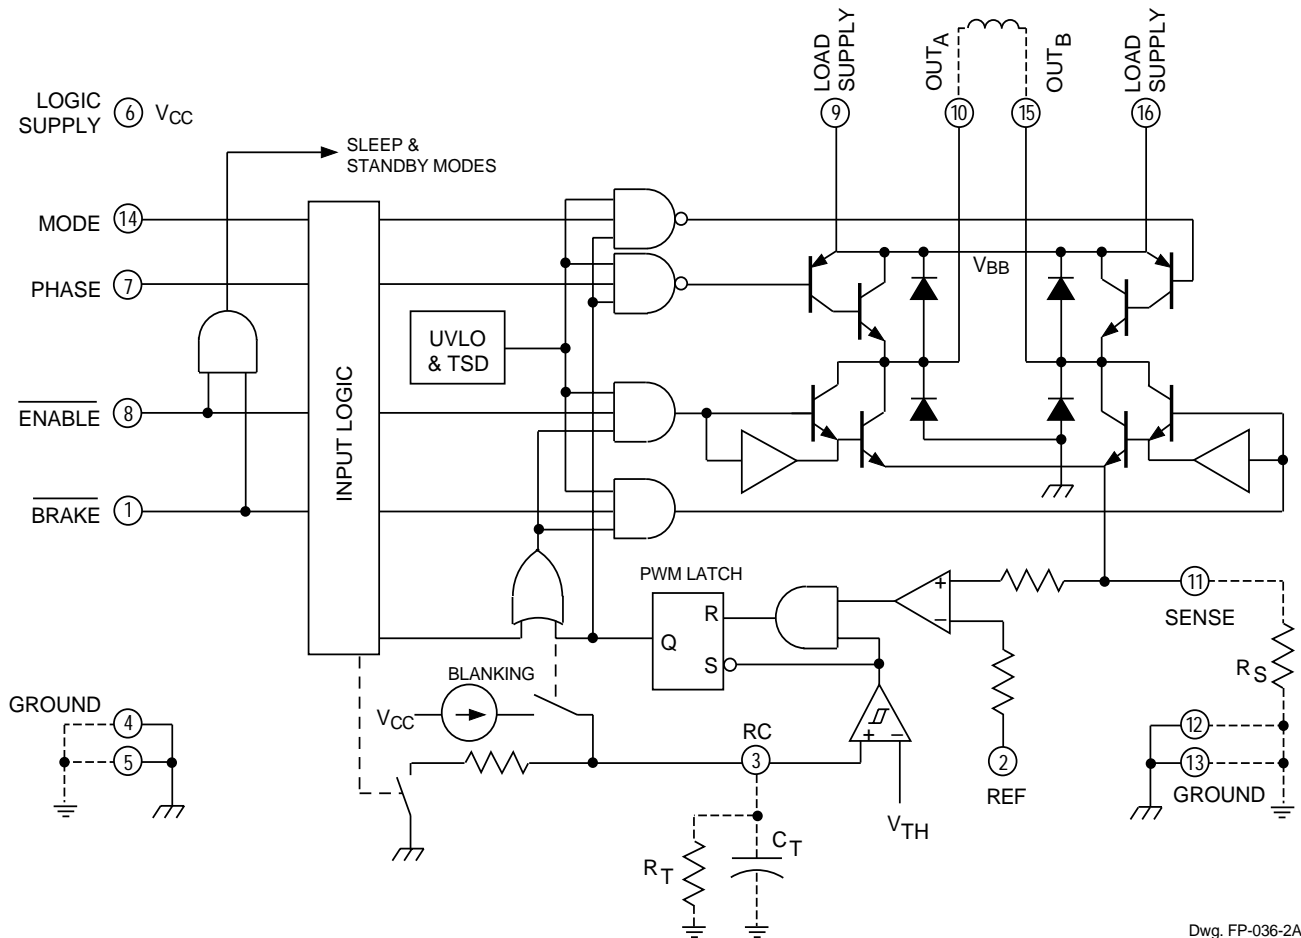 LOAD
SUPPLY
OUTA
OUTB
LOAD
SUPPLY
9
10
15
16
LOGIC
SUPPLY
6
VCC
SLEEP &
STANDBY MODES
MODE
14
PHASE
7
VBB
UVLO
& TSD
ENABLE
8
INPUT LOGIC
BRAKE
1
PWM LATCH
R
Q
S
+
–
11
SENSE
RS
BLANKING
VCC
GROUND
4
5
RC
3
+
–
VTH
2
REF
12
13
GROUND
RT
CT
Dwg. FP-036-2A